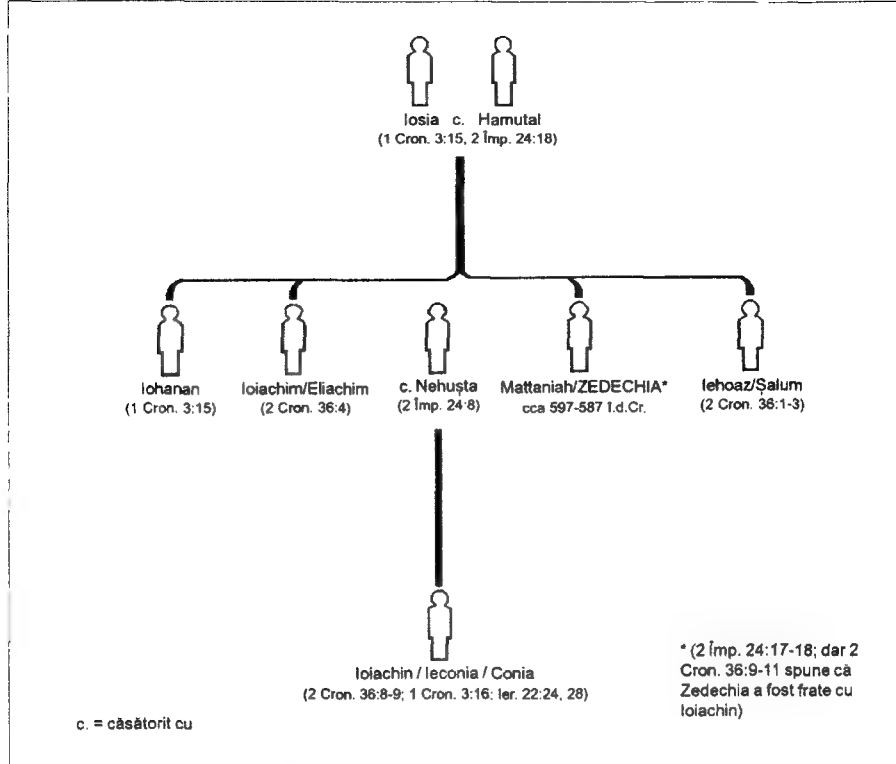 Iosia c. Hamutal
(1 Cron. 3:15, 2 Împ. 24:18)
Iohanan
(1 Cron. 3:15)
Ioiachim/Eliachim
(2 Cron. 36:4)
c. Nehușta
(2 Împ. 24:8)
Mattaniah/ZEDECHIA*
cca 597-587 î.d.Cr.
Iehoaz/Șalum
(2 Cron. 36:1-3)
Ioiachin / Ieconia / Conia
(2 Cron. 36:8-9; 1 Cron. 3:16; Ier. 22:24, 28)
* (2 Împ. 24:17-18; dar 2
Cron. 36:9-11 spune că
Zedechia a fost frate cu
Ioiachin)
c. = căsătorit cu